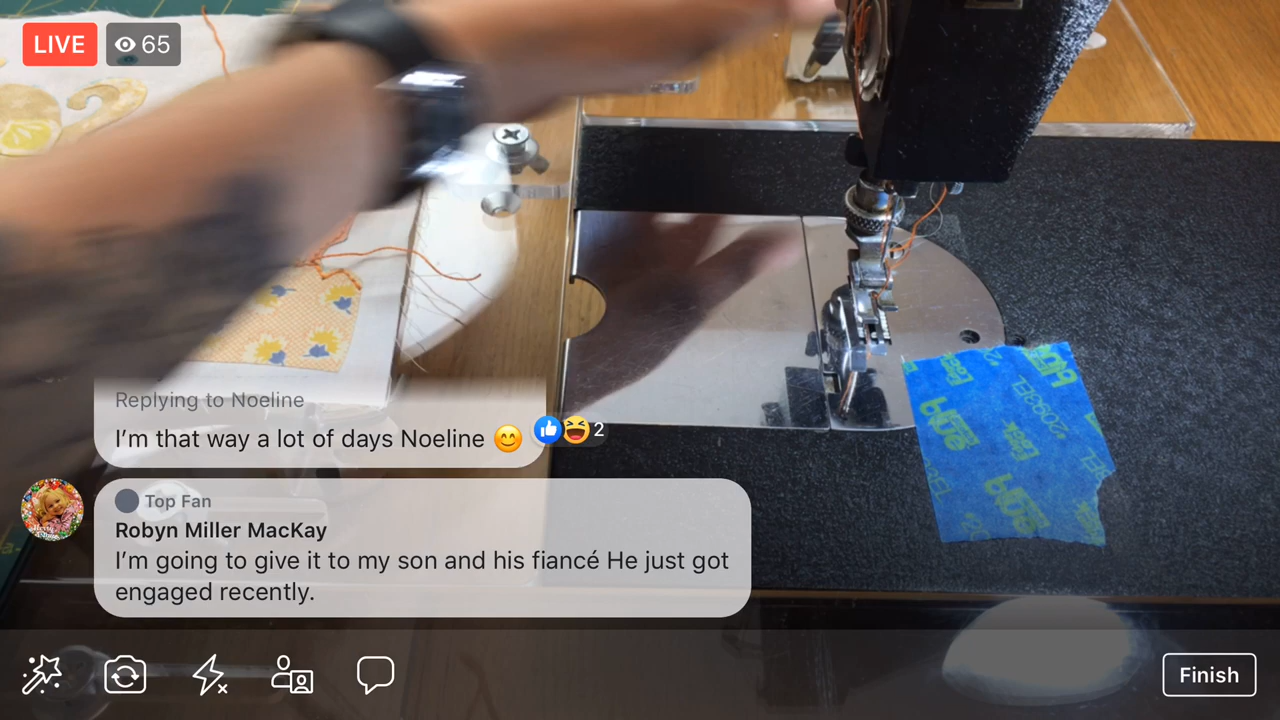 LIVE
65
Replying to Noeline
I'm that way a lot of days Noeline 😊
2
Top Fan
Robyn Miller MacKay
I'm going to give it to my son and his fiancé He just got
engaged recently.
Finish